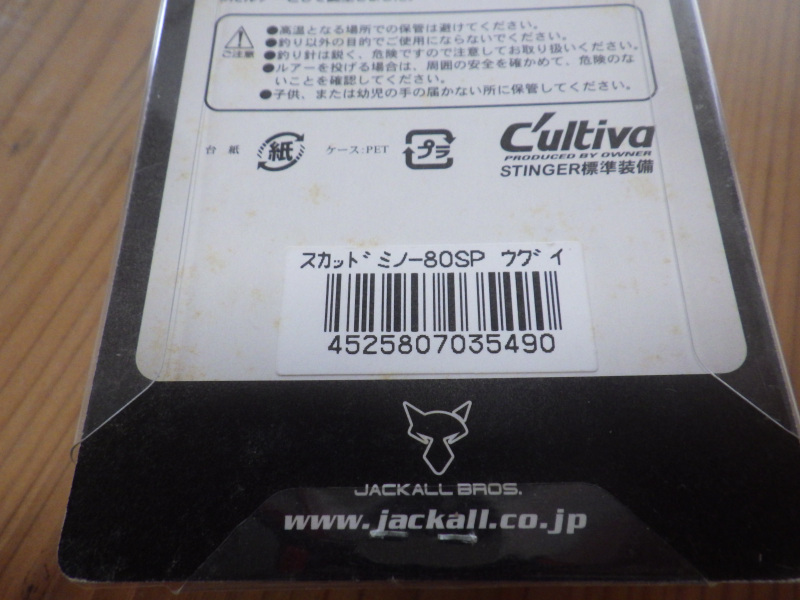 ●高温となる場所での保管は避けてください。
●釣り以外の目的でご使用にならないでください。
●釣り針は鋭く、危険ですので注意してお取り扱いください。
●ルアーを投げる場合は、周囲の安全を確かめて、危険のな
いことを確認してください。
●子供、または幼児の手の届かない所に保管してください。
ご注意
台紙 紙 ケース:PET プラ
C'ultiva
PRODUCED BY OWNER
STINGER標準装備
スカッドミノー80SP ウグイ
4525807035490
JACKALL BROS.
www.jackall.co.jp